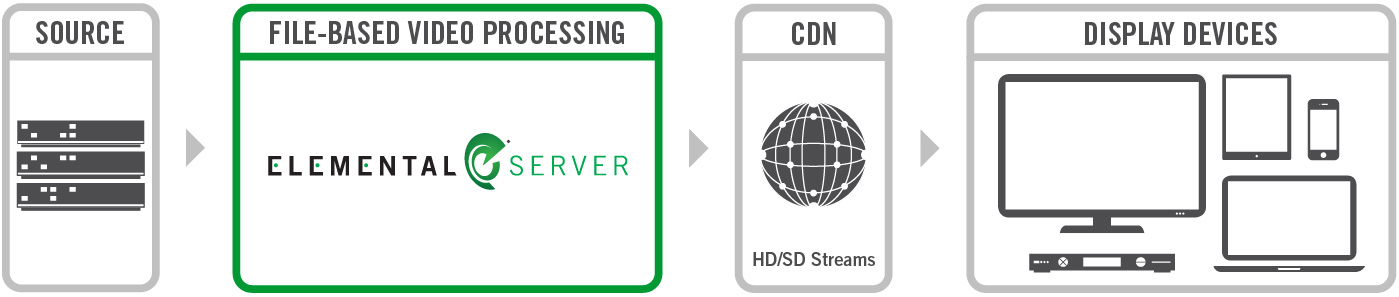 SOURCE
FILE-BASED VIDEO PROCESSING
ELEMENTAL SERVER
CDN
HD/SD Streams
DISPLAY DEVICES